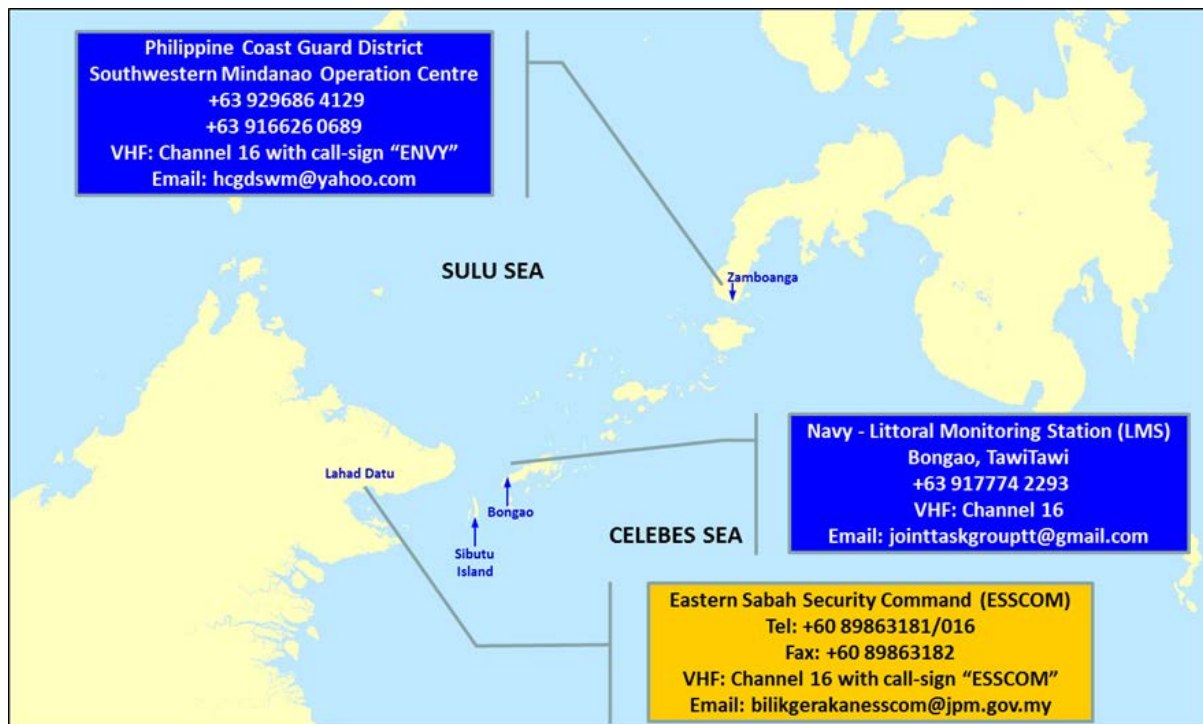 Philippine Coast Guard District
Southwestern Mindanao Operation Centre
+63 929686 4129
+63 916626 0689
VHF: Channel 16 with call-sign “ENVY”
Email: hcgdswm@yahoo.com
SULU SEA
Zamboanga
Navy - Littoral Monitoring Station (LMS)
Bongao, TawiTawi
+63 917774 2293
VHF: Channel 16
Email: jointtaskgrouptt@gmail.com
Lahad Datu
Bongao
CELEBES SEA
Sibutu
Island
Eastern Sabah Security Command (ESSCOM)
Tel: +60 89863181/016
Fax: +60 89863182
VHF: Channel 16 with call-sign “ESSCOM”
Email: bilikgerakanesscom@jpm.gov.my